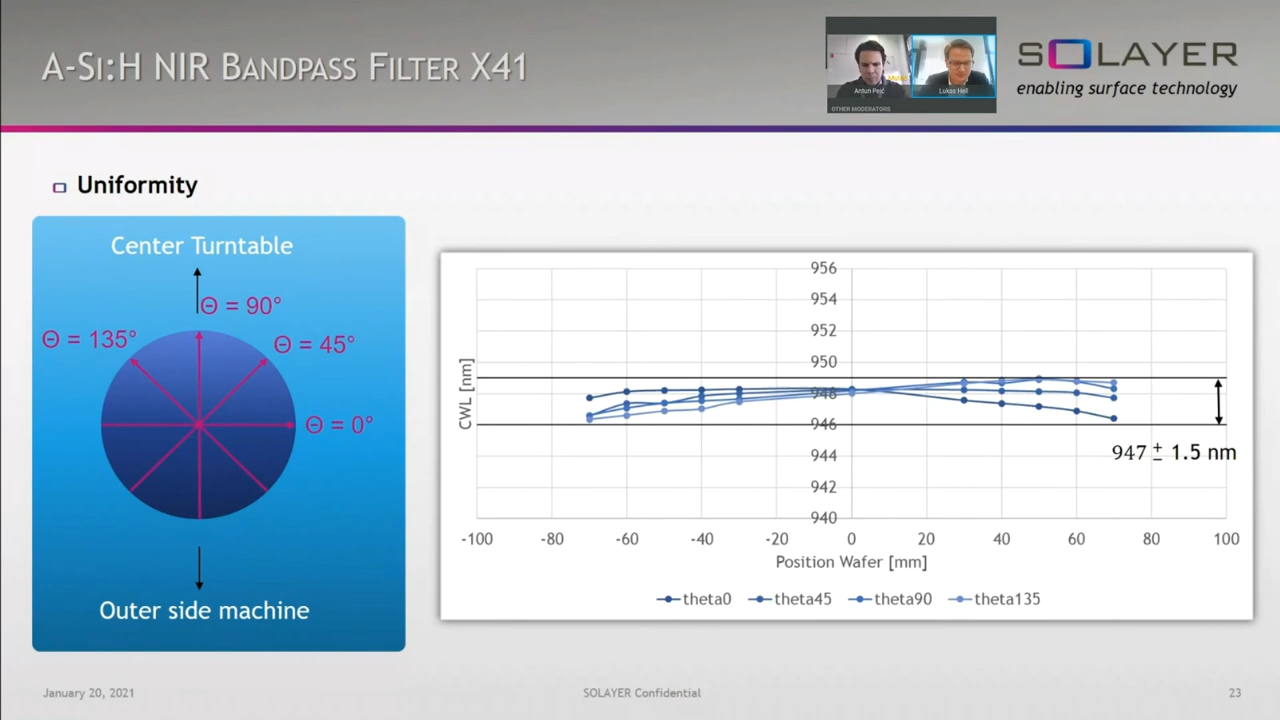 A-Si:H NIR Bandpass Filter X41
Antun Peić
Lukas Hell
OTHER MODERATORS
SOLAYER
enabling surface technology
Uniformity
Center Turntable
Θ = 90°
Θ = 135°
Θ = 45°
Θ = 0°
Outer side machine
956
954
952
950
948
946
944
942
940
CWL [nm]
947 ± 1.5 nm
-100 -80 -60 -40 -20 0 20 40 60 80 100
Position Wafer [mm]
theta0 theta45 theta90 theta135
January 20, 2021
SOLAYER Confidential
23